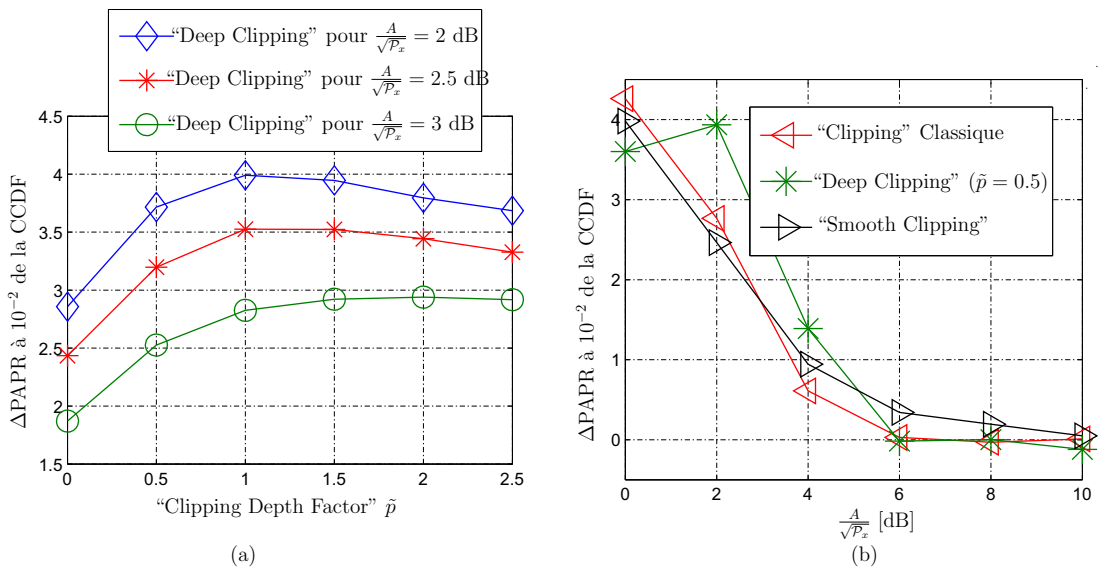 “Deep Clipping” pour A/√Px = 2 dB
“Deep Clipping” pour A/√Px = 2.5 dB
“Deep Clipping” pour A/√Px = 3 dB
ΔPAPR à 10^-2 de la CCDF
4.5
4
3.5
3
2.5
2
1.5
0 0.5 1 1.5 2 2.5
“Clipping Depth Factor” p̃
(a)
“Clipping” Classique
“Deep Clipping” (p̃ = 0.5)
“Smooth Clipping”
ΔPAPR à 10^-2 de la CCDF
4
3
2
1
0
0 2 4 6 8 10
A/√Px [dB]
(b)